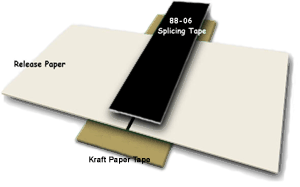 BB-06
Splicing Tape
Release Paper
Kraft Paper Tape